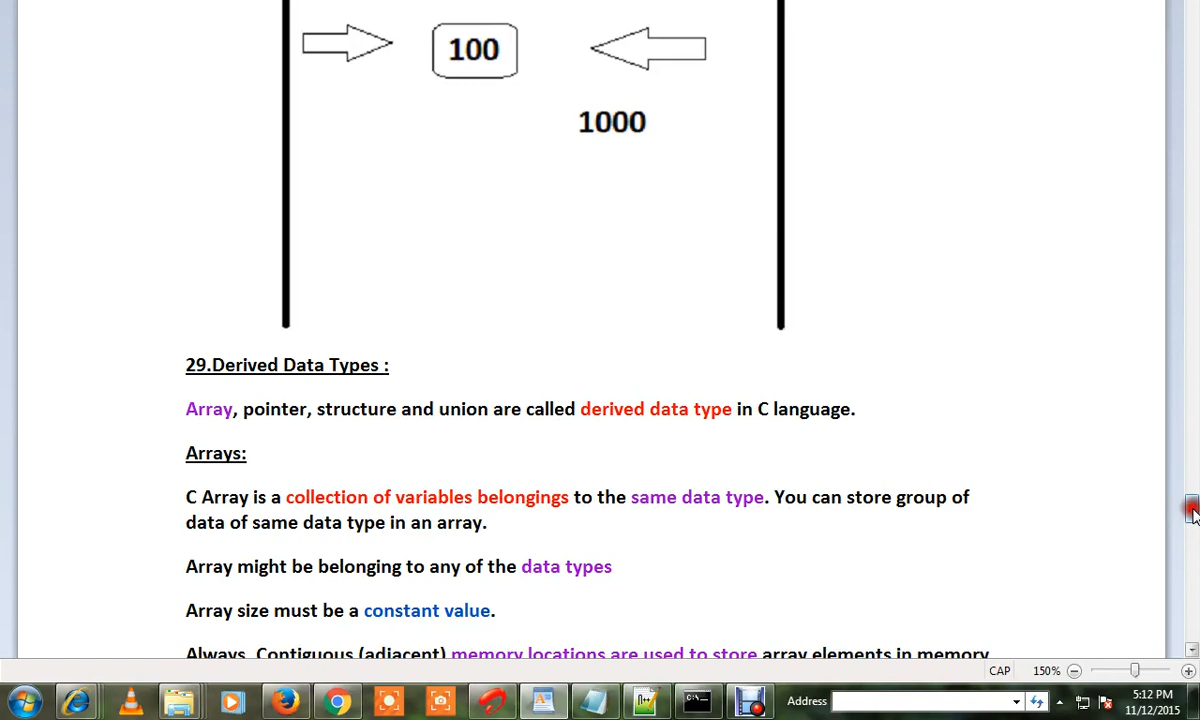 100
1000
29.Derived Data Types :
Array, pointer, structure and union are called derived data type in C language.
Arrays:
C Array is a collection of variables belongings to the same data type. You can store group of
data of same data type in an array.
Array might be belonging to any of the data types
Array size must be a constant value.
Always, Contiguous (adjacent) memory locations are used to store array elements in memory
CAP 150%
Address
5:12 PM
11/12/2015